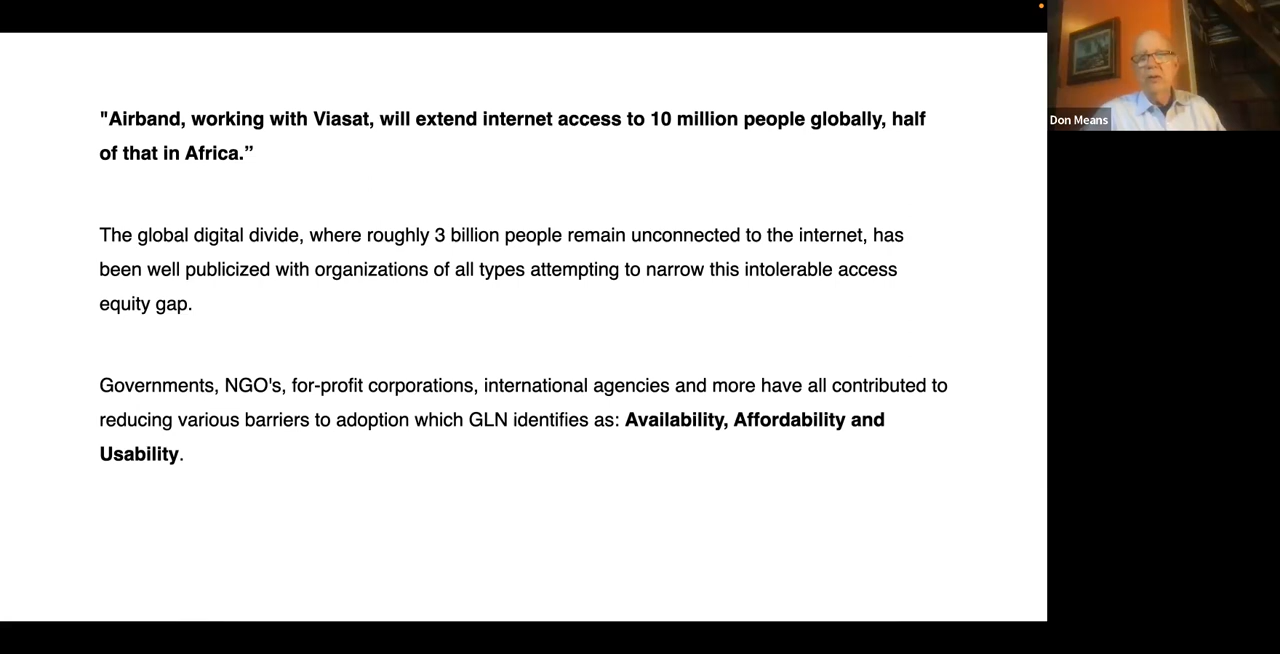 "Airband, working with Viasat, will extend internet access to 10 million people globally, half
of that in Africa.”
The global digital divide, where roughly 3 billion people remain unconnected to the internet, has
been well publicized with organizations of all types attempting to narrow this intolerable access
equity gap.
Governments, NGO's, for-profit corporations, international agencies and more have all contributed to
reducing various barriers to adoption which GLN identifies as: Availability, Affordability and
Usability.
Don Means